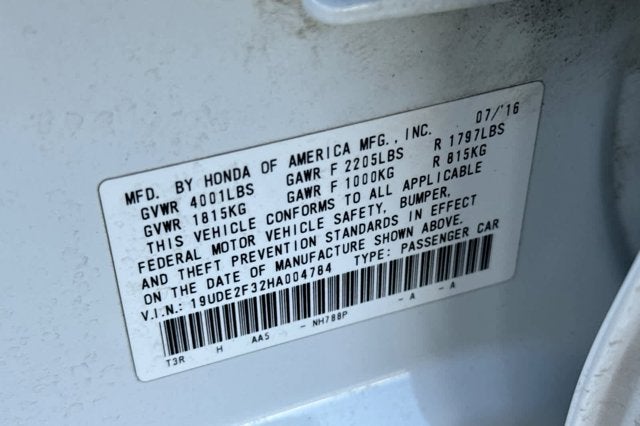 MFD. BY HONDA OF AMERICA MFG., INC. 07/'16
GVWR 4001LBS GAWR F 2205LBS R 1797LBS
GVWR 1815KG GAWR F 1000KG R 815KG
THIS VEHICLE CONFORMS TO ALL APPLICABLE
FEDERAL MOTOR VEHICLE SAFETY, BUMPER,
AND THEFT PREVENTION STANDARDS IN EFFECT
ON THE DATE OF MANUFACTURE SHOWN ABOVE.
V.I.N.: 19UDE2F32HA004784 TYPE: PASSENGER CAR
T3R H AA5 - NH788P - A - A